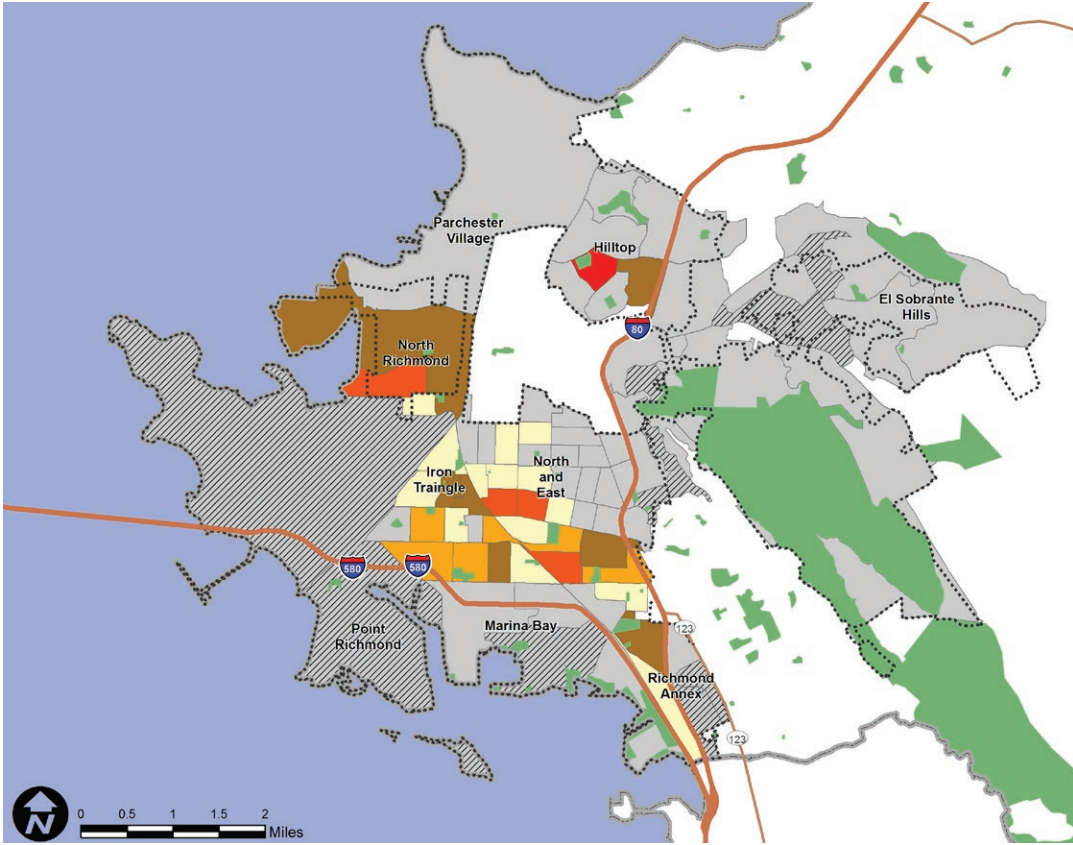 Parchester
Village
Hilltop
El Sobrante
Hills
80
North
Richmond
Iron
Traingle
North
and
East
580
580
Point
Richmond
Marina Bay
123
Richmond
Annex
123
N
0 0.5 1 1.5 2
Miles